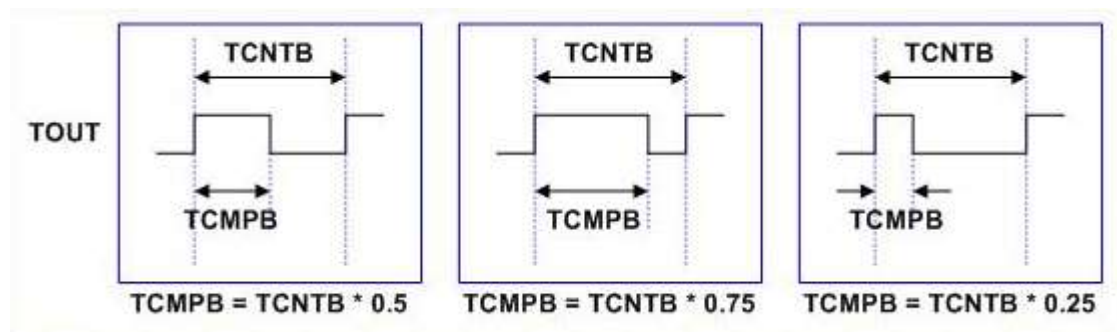 TCNTB
TCNTB
TCNTB
TOUT
TCMPB
TCMPB
TCMPB
TCMPB = TCNTB * 0.5
TCMPB = TCNTB * 0.75
TCMPB = TCNTB * 0.25